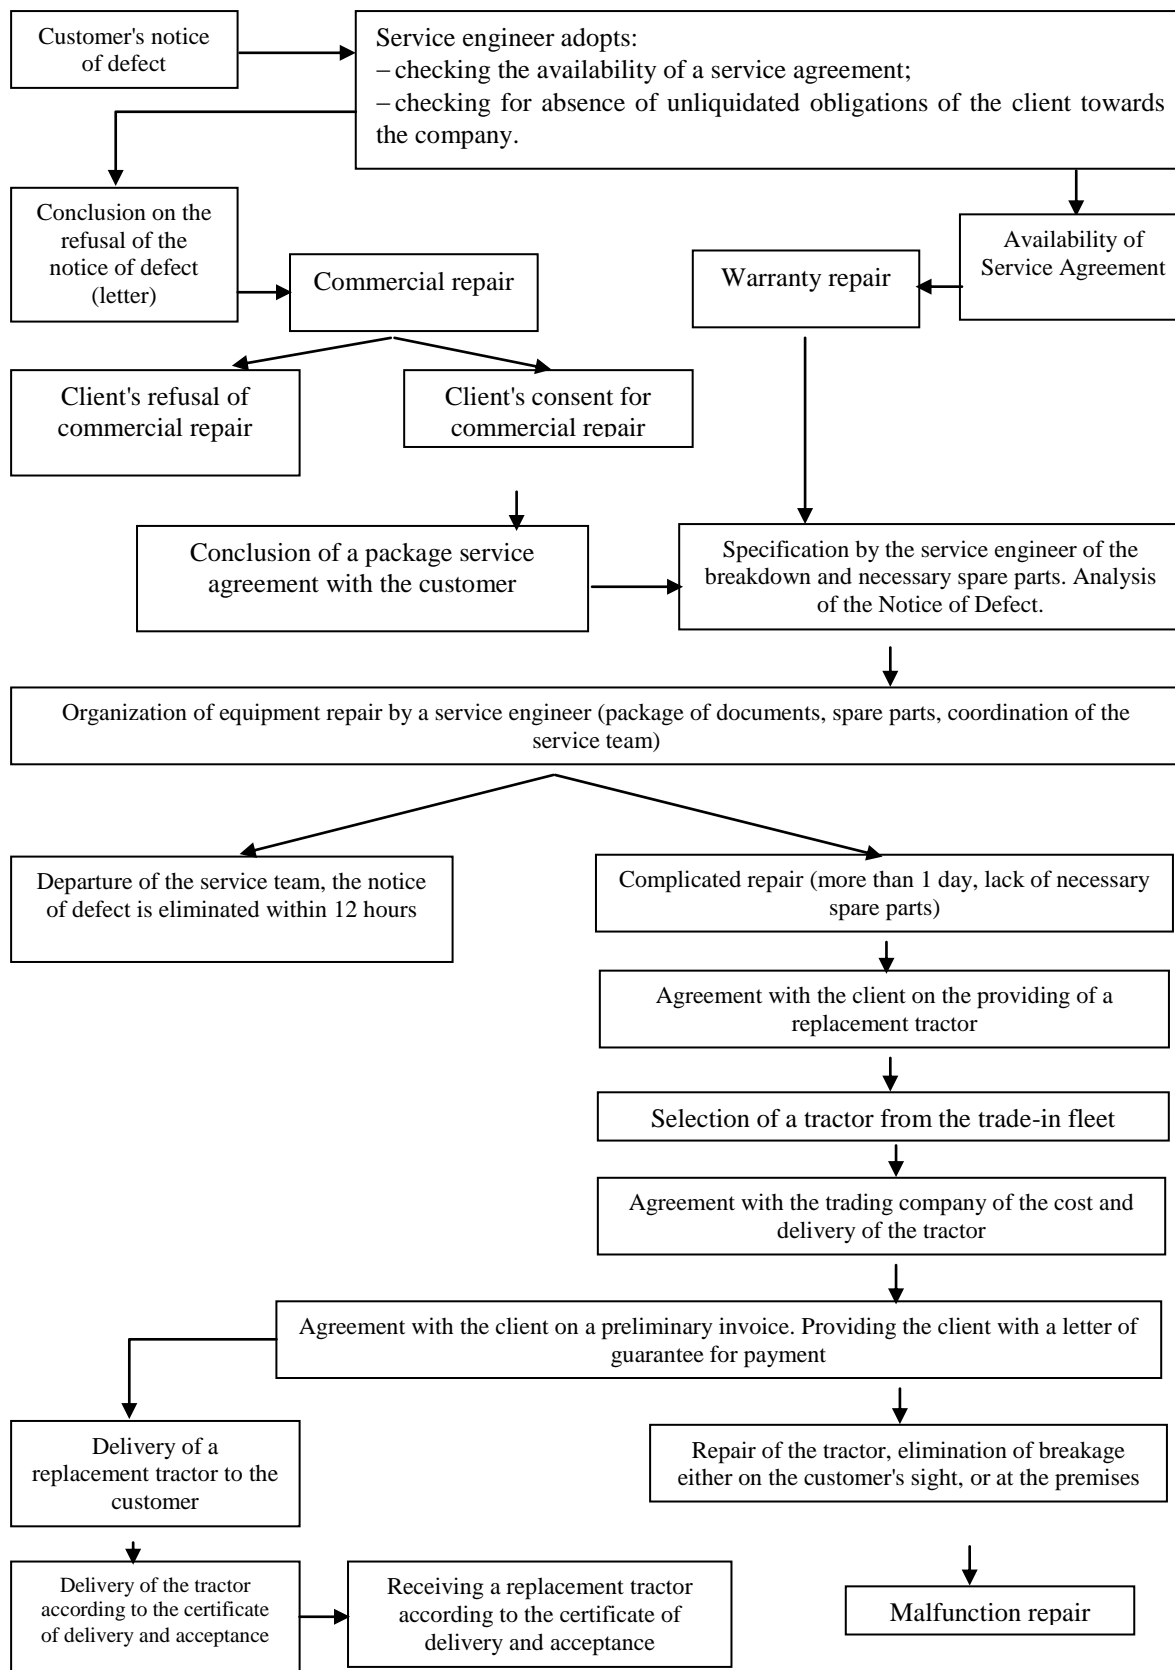 Customer's notice
of defect
Service engineer adopts:
– checking the availability of a service agreement;
– checking for absence of unliquidated obligations of the client towards
the company.
Conclusion on the
refusal of the
notice of defect
(letter)
Commercial repair
Warranty repair
Availability of
Service Agreement
Client's refusal of
commercial repair
Client's consent for
commercial repair
Conclusion of a package service
agreement with the customer
Specification by the service engineer of the
breakdown and necessary spare parts. Analysis
of the Notice of Defect.
Organization of equipment repair by a service engineer (package of documents, spare parts, coordination of the
service team)
Departure of the service team, the notice
of defect is eliminated within 12 hours
Complicated repair (more than 1 day, lack of necessary
spare parts)
Agreement with the client on the providing of a
replacement tractor
Selection of a tractor from the trade-in fleet
Agreement with the trading company of the cost and
delivery of the tractor
Agreement with the client on a preliminary invoice. Providing the client with a letter of
guarantee for payment
Delivery of a
replacement tractor to the
customer
Repair of the tractor, elimination of breakage
either on the customer's sight, or at the premises
Delivery of the tractor
according to the certificate
of delivery and acceptance
Receiving a replacement tractor
according to the certificate of
delivery and acceptance
Malfunction repair